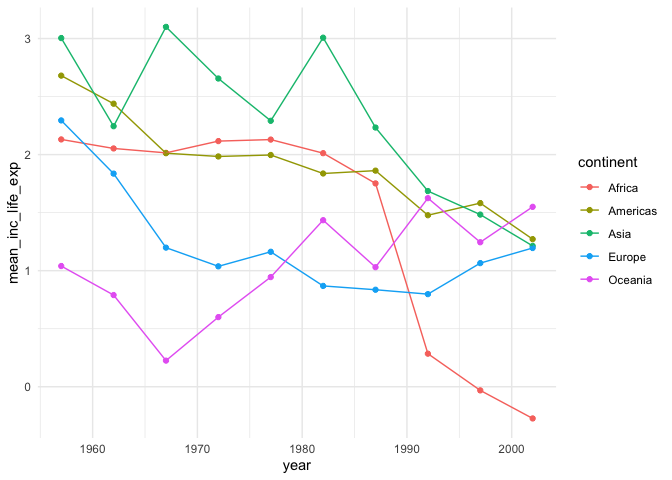 3
2
1
0
mean_inc_life_exp
1960 1970 1980 1990 2000
year
continent
Africa
Americas
Asia
Europe
Oceania